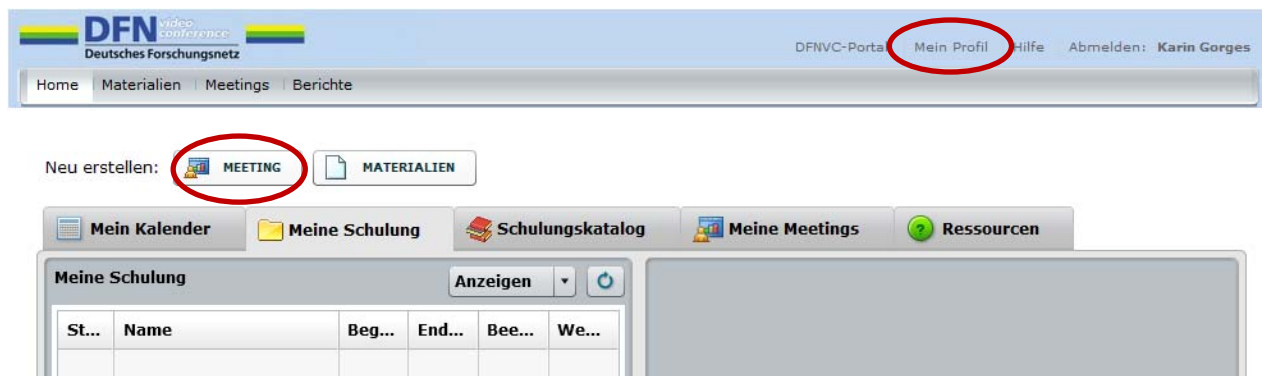 DFN video conference
Deutsches Forschungsnetz
DFNVC-Portal Mein Profil Hilfe Abmelden: Karin Gorges
Home Materialien Meetings Berichte
Neu erstellen: MEETING MATERIALIEN
Mein Kalender Meine Schulung Schulungskatalog Meine Meetings ? Ressourcen
Meine Schulung Anzeigen
St... Name Beg... End... Bee... We...